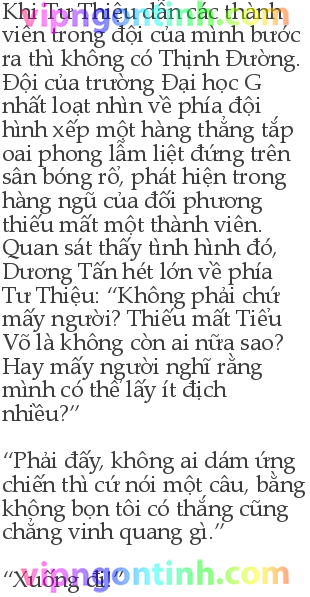 vipngontinh.com
Khi Tư Thiệu dẫn các thành
viên trong đội của mình bước
ra thì không có Thịnh Đường.
Đội của trường Đại học G
nhất loạt nhìn về phía đội
hình xếp một hàng thẳng tắp
oai phong lẫm liệt đứng trên
sân bóng rổ, phát hiện trong
hàng ngũ của đối phương
thiếu mất một thành viên.
Quan sát thấy tình hình đó,
Dương Tấn hét lớn về phía
Tư Thiệu: “Không phải chứ
mấy người? Thiếu mất Tiểu
Võ là không còn ai nữa sao?
Hay mấy người nghĩ rằng
mình có thể lấy ít địch
nhiều?”
“Phải đấy, không ai dám ứng
chiến thì cứ nói một câu, bằng
không bọn tôi có thắng cũng
chẳng vinh quang gì.”
vipngontinh.com
“Xuống đi!”